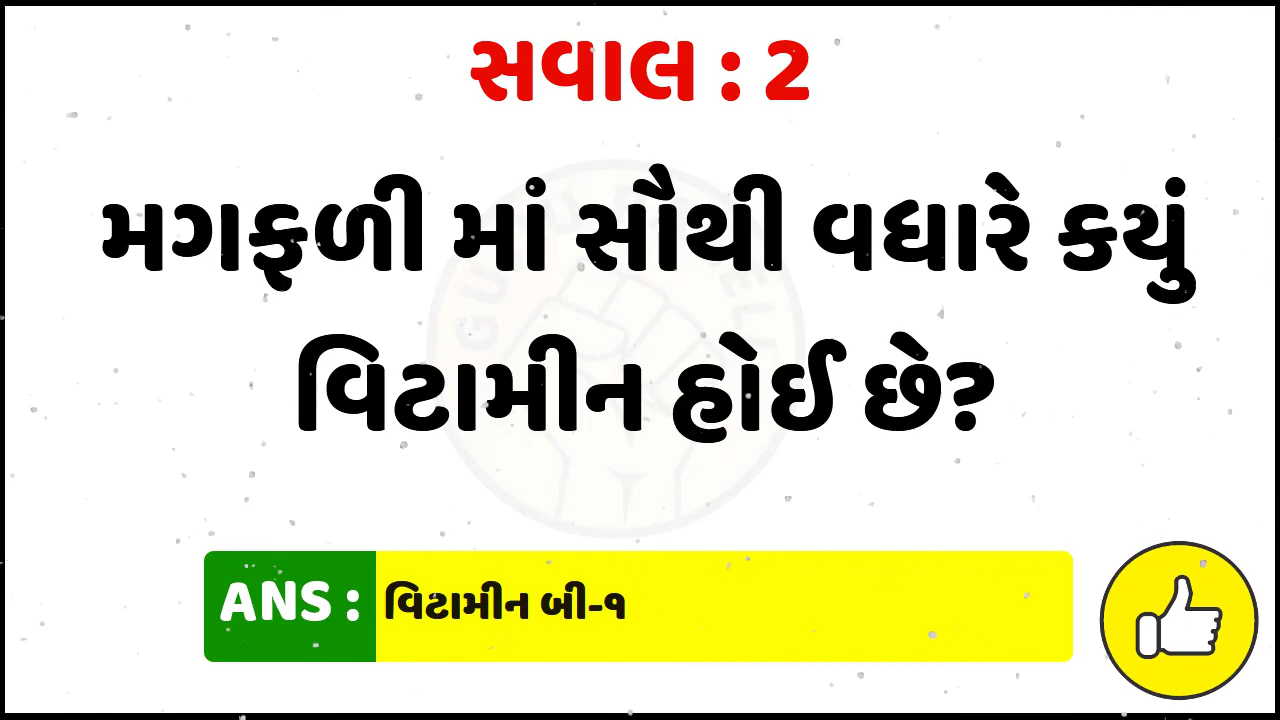 સવાલ : 2
મગફળી માં સૌથી વધારે કયું
વિટામીન હોઈ છે?
ANS : વિટામીન બી-૧